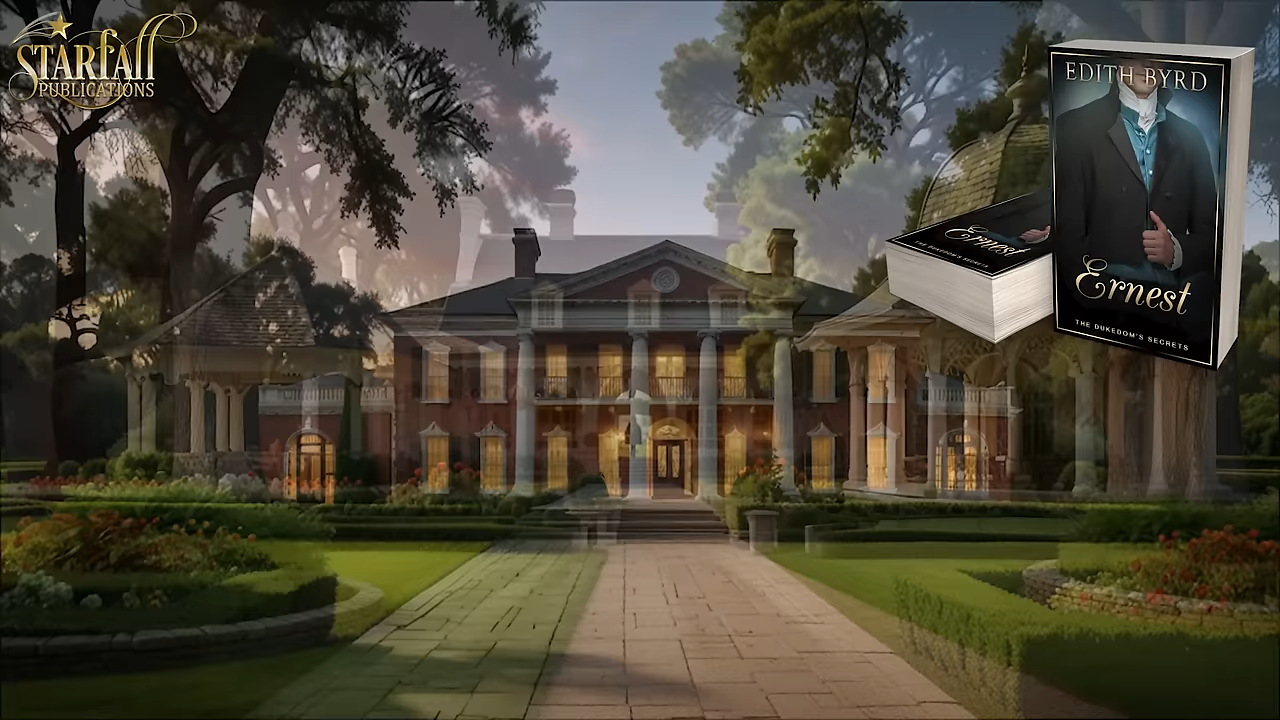 STARfall
PUBLICATIONS
EDITH BYRD
Ernest
THE DUKEDOM'S SECRETS
Ernest
THE DUKEDOM'S SECRETS